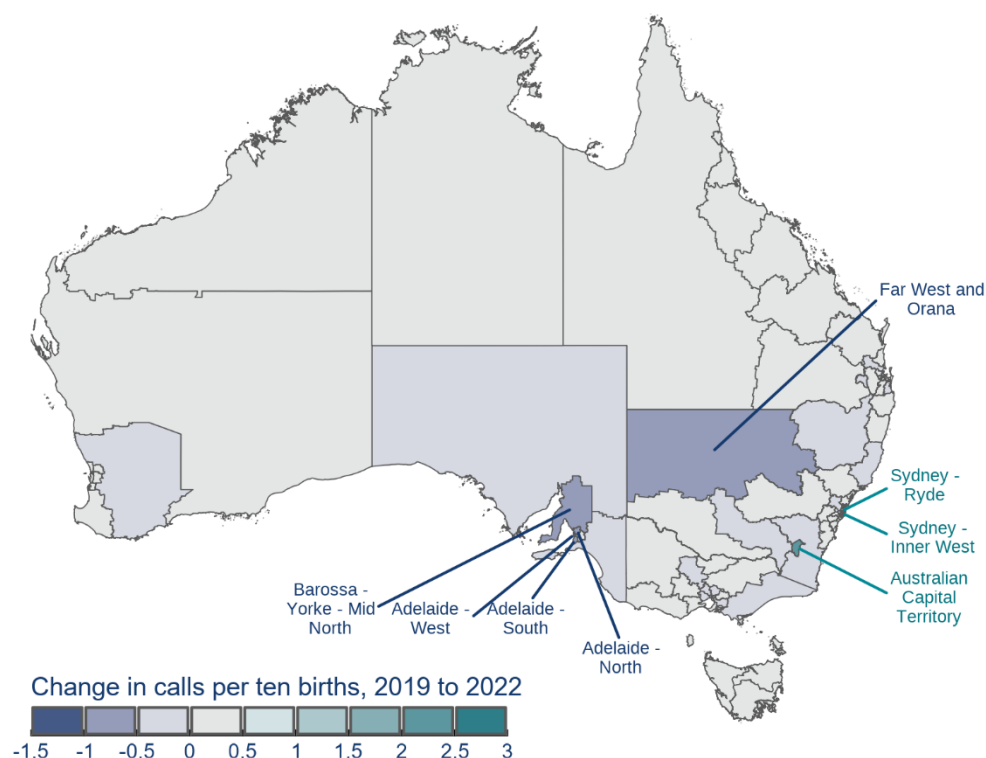 Far West and
Orana
Sydney -
Ryde
Sydney -
Inner West
Australian
Capital
Territory
Barossa -
Yorke - Mid
North
Adelaide -
West
Adelaide -
South
Adelaide -
North
Change in calls per ten births, 2019 to 2022
-1.5 -1 -0.5 0 0.5 1 1.5 2 2.5 3